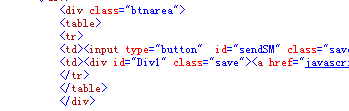 <div class="btnarea">
<table>
<tr>
<td><input type="button" id="sendSM" class="save
<td><div id="Div1" class="save"><a href="javascrip
</tr>
</table>
</div>